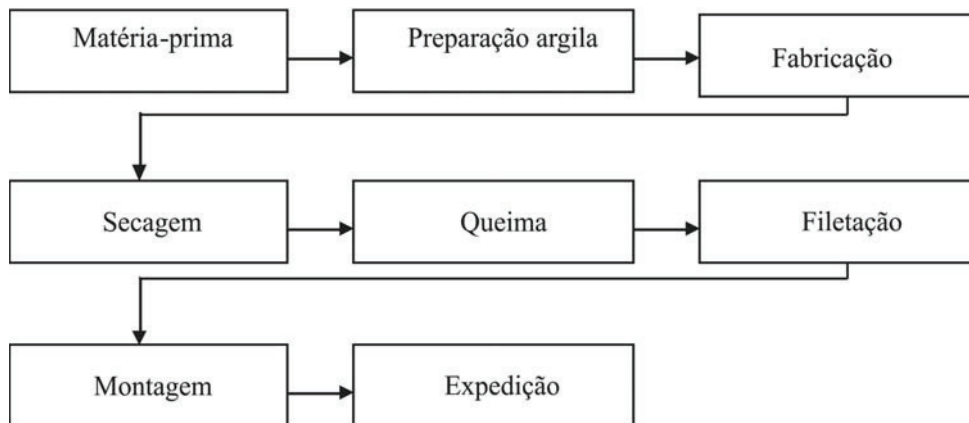 Matéria-prima
Preparação argila
Fabricação
Secagem
Queima
Filetação
Montagem
Expedição